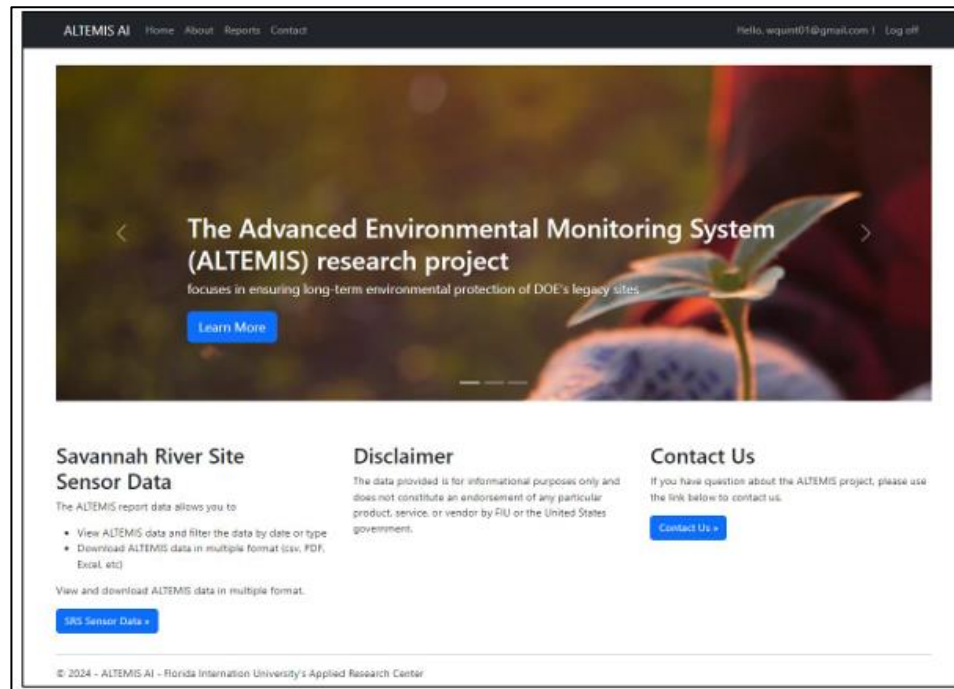 ALTEMIS AI Home About Reports Contact Hello, wqunt01@gmail.com ! Log off
The Advanced Environmental Monitoring System
(ALTEMIS) research project
focuses in ensuring long-term environmental protection of DOE's legacy sites
Learn More
Savannah River Site
Sensor Data
The ALTEMIS report data allows you to
• View ALTEMIS data and filter the data by date or type
• Download ALTEMIS data in multiple format (csv, PDF,
Excel, etc)
View and download ALTEMIS data in multiple format.
SRS Sensor Data »
Disclaimer
The data provided is for informational purposes only and
does not constitute an endorsement of any particular
product, service, or vendor by FIU or the United States
government.
Contact Us
If you have question about the ALTEMIS project, please use
the link below to contact us.
Contact Us »
© 2024 - ALTEMIS AI - Florida Internation University's Applied Research Center